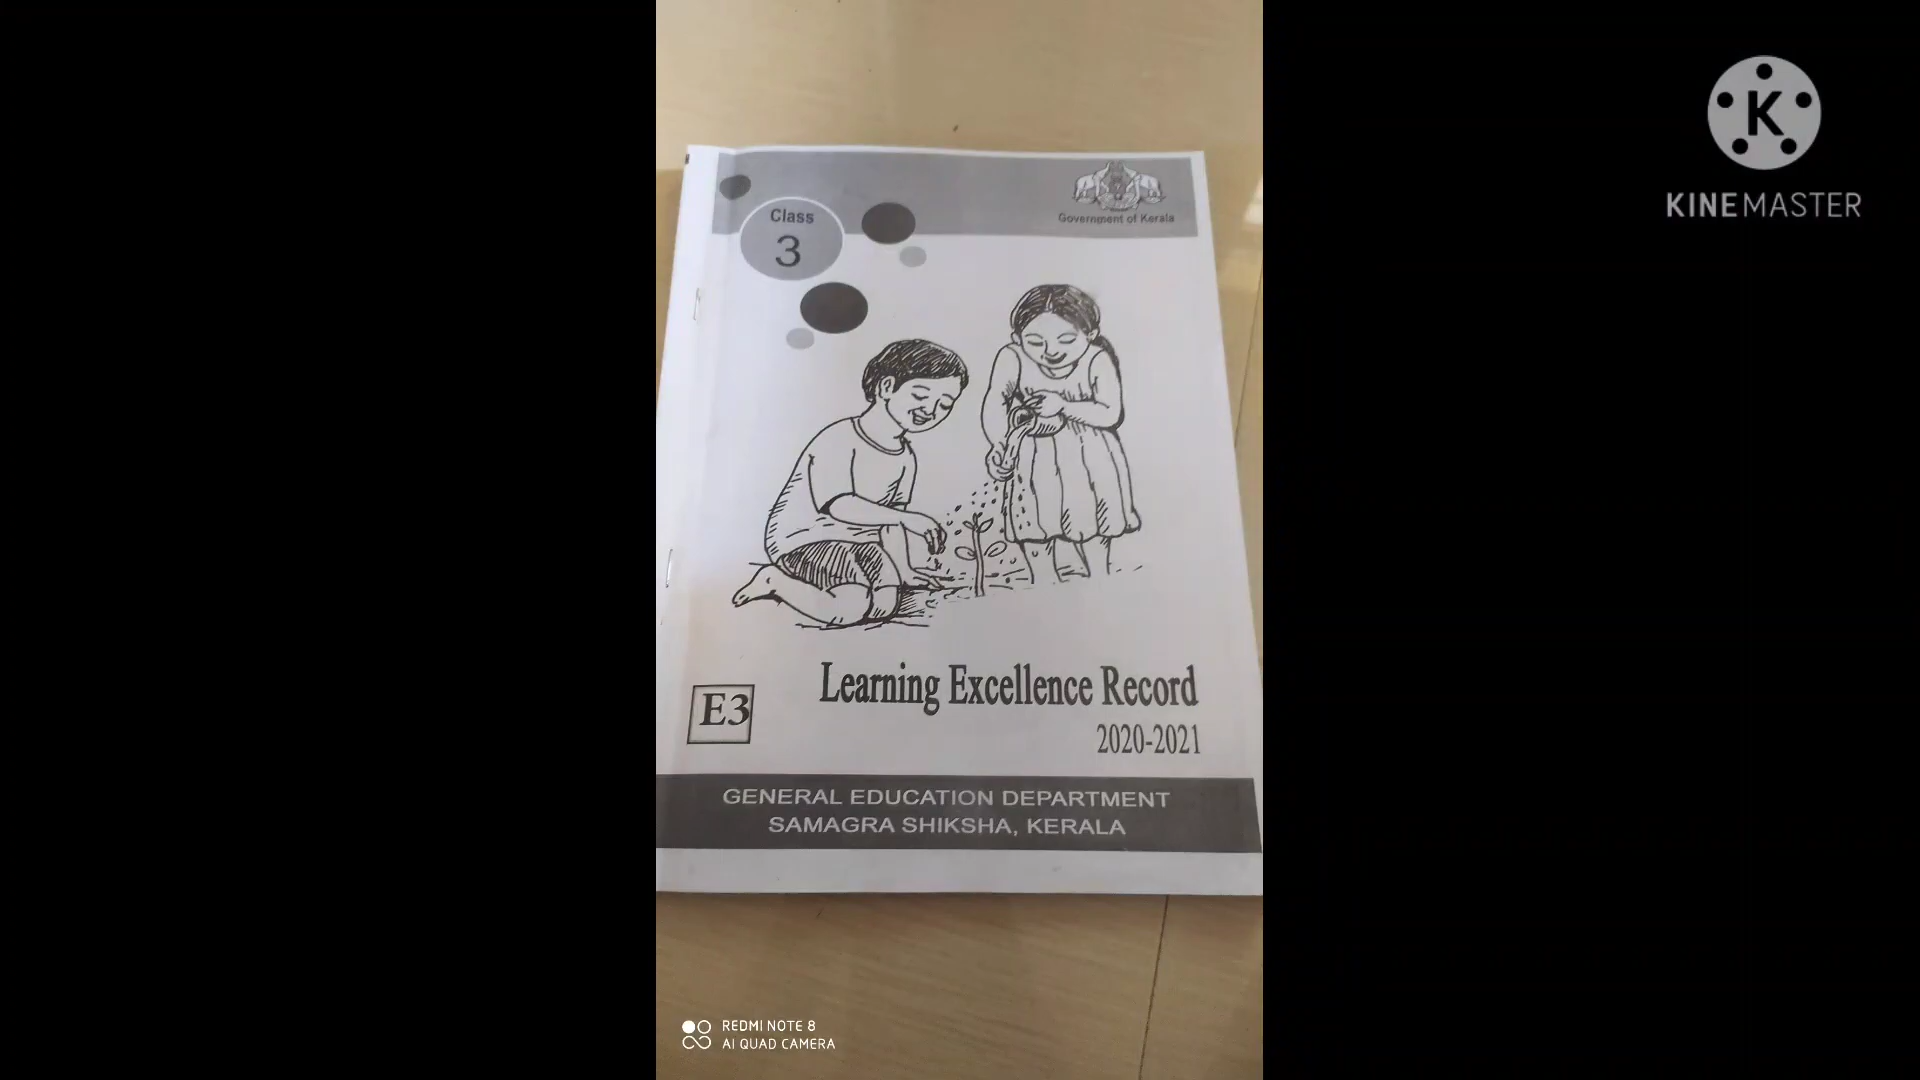 K
KINEMASTER
Class
3
Government of Kerala
Learning Excellence Record
E3
2020-2021
GENERAL EDUCATION DEPARTMENT
SAMAGRA SHIKSHA, KERALA
REDMI NOTE 8
AI QUAD CAMERA